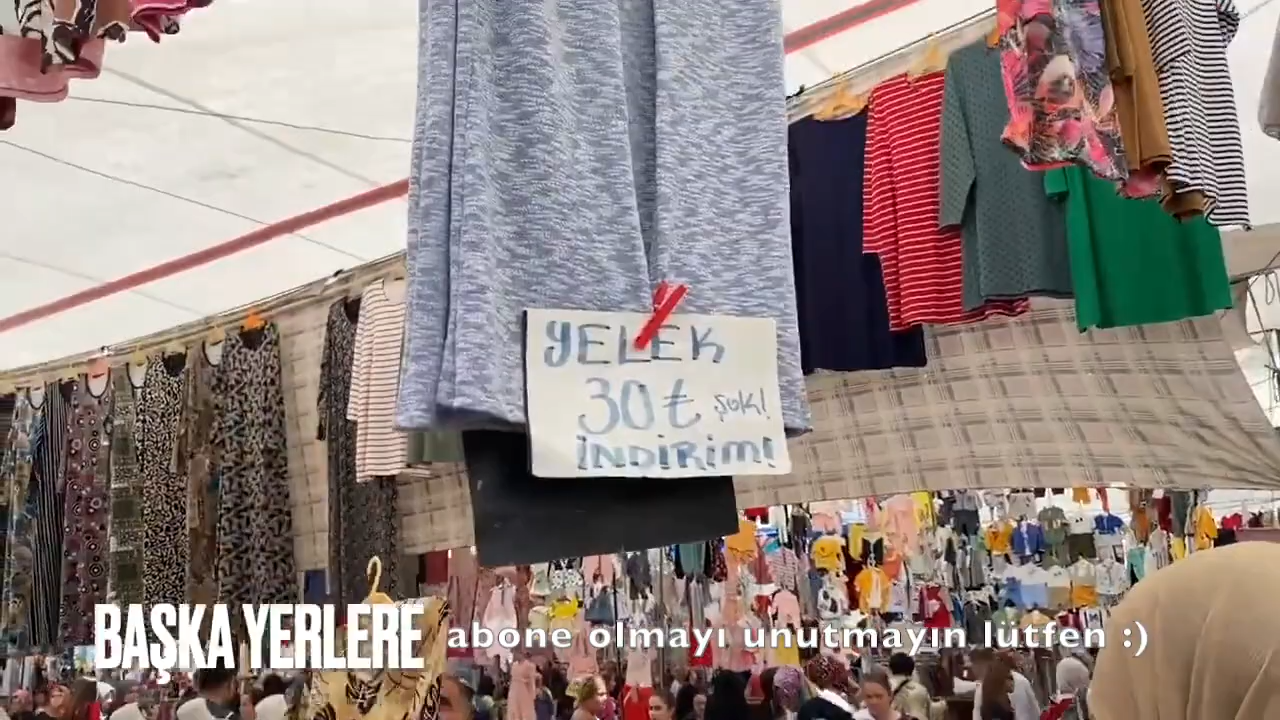 YELEK
30₺ ŞOK!
İNDİRİM!
BAŞKA YERLERE abone olmayı unutmayın lütfen :)